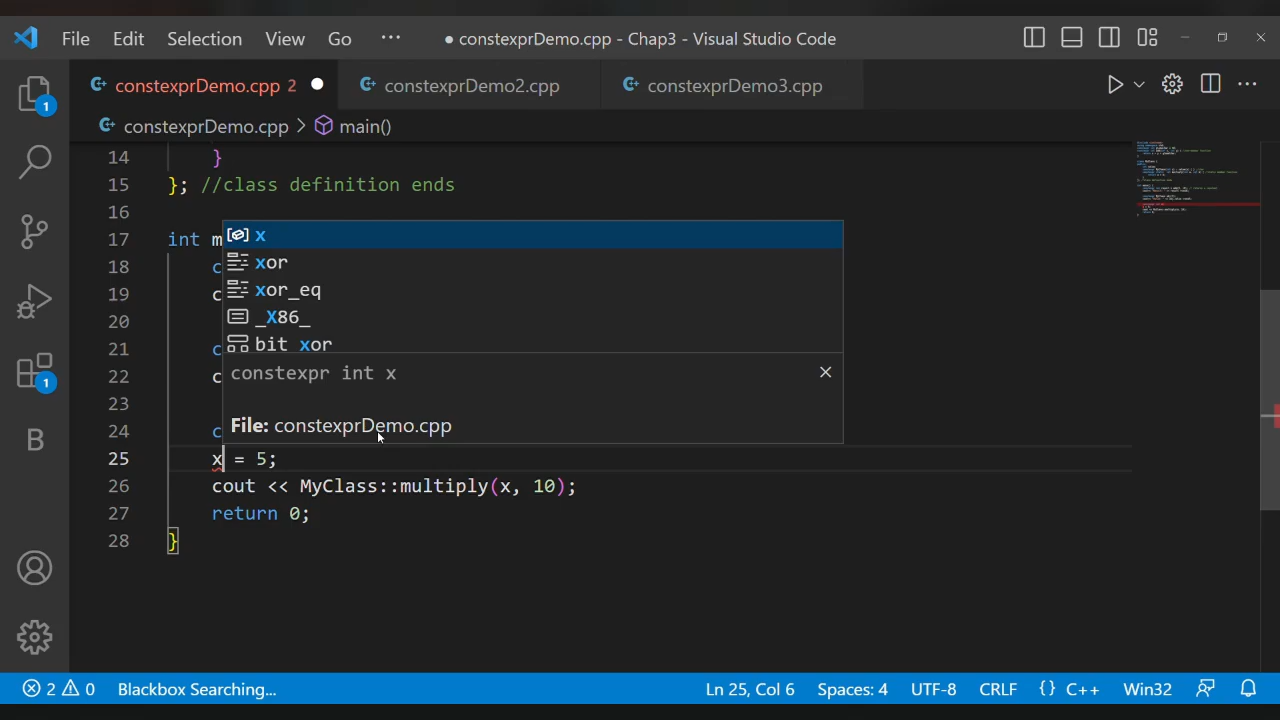 File Edit Selection View Go ··· ● constexprDemo.cpp - Chap3 - Visual Studio Code
constexprDemo.cpp 2 constexprDemo2.cpp constexprDemo3.cpp
constexprDemo.cpp > main()
14 }
15 }; //class definition ends
16
17 int m
18 c
19 c
20
21 c
22 c
23
24 c
x
xor
xor_eq
_X86_
bit_xor
constexpr int x
File: constexprDemo.cpp
25 x = 5;
26 cout << MyClass::multiply(x, 10);
27 return 0;
28 }
1
1
B
2 0 Blackbox Searching... Ln 25, Col 6 Spaces: 4 UTF-8 CRLF {} C++ Win32